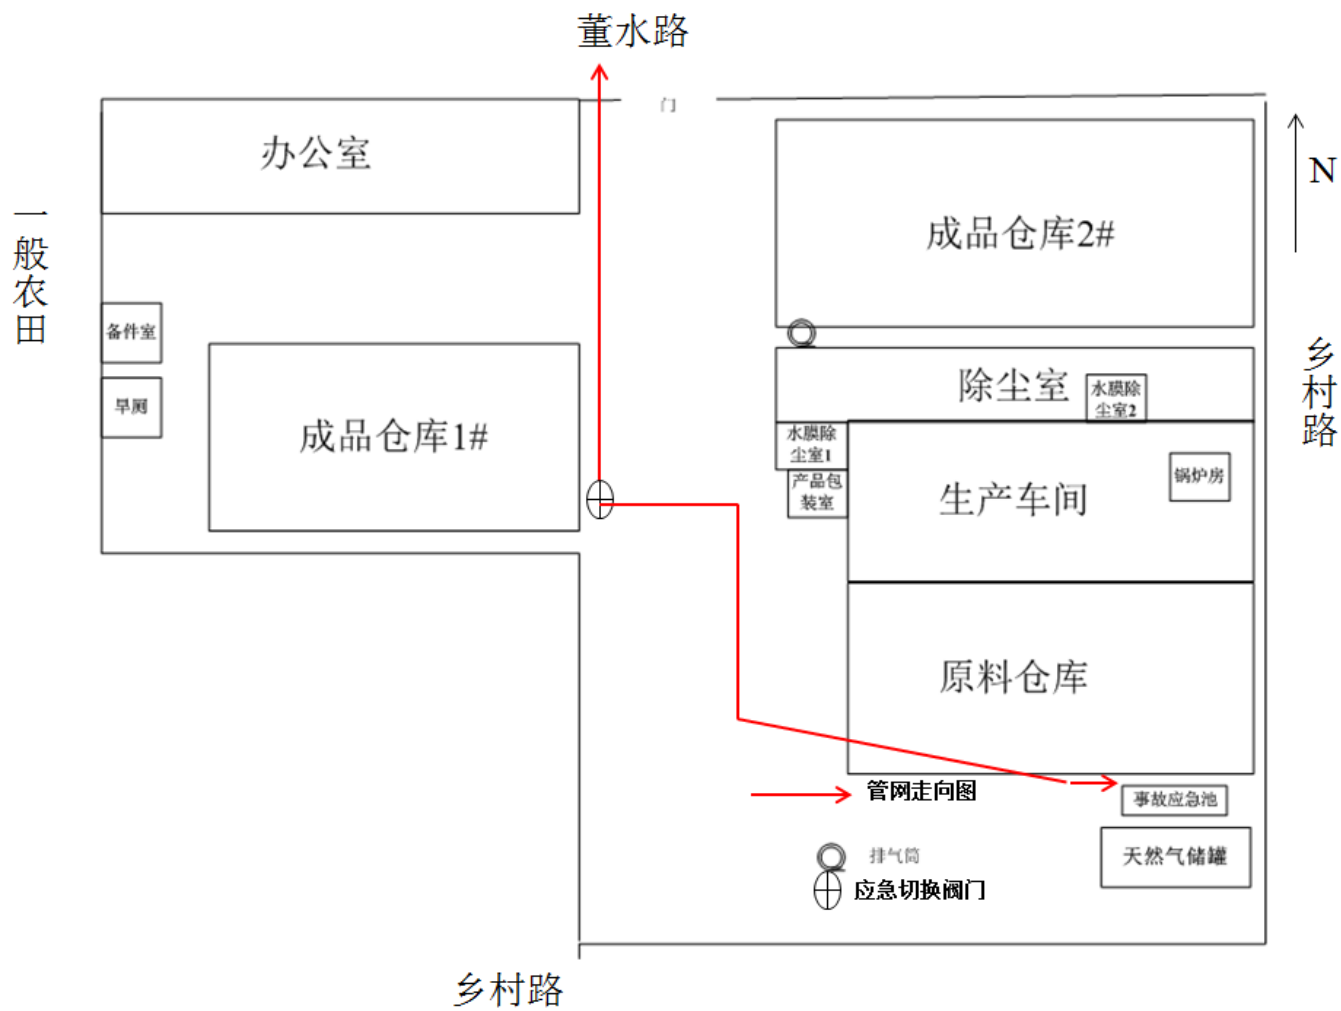 董水路
门
办公室
N
一般农田
成品仓库2#
备件室
乡村路
除尘室
水膜除
尘室2
旱厕
成品仓库1#
水膜除
尘室1
产品包
装室
锅炉房
生产车间
原料仓库
管网走向图
事故应急池
排气筒
天然气储罐
应急切换阀门
乡村路